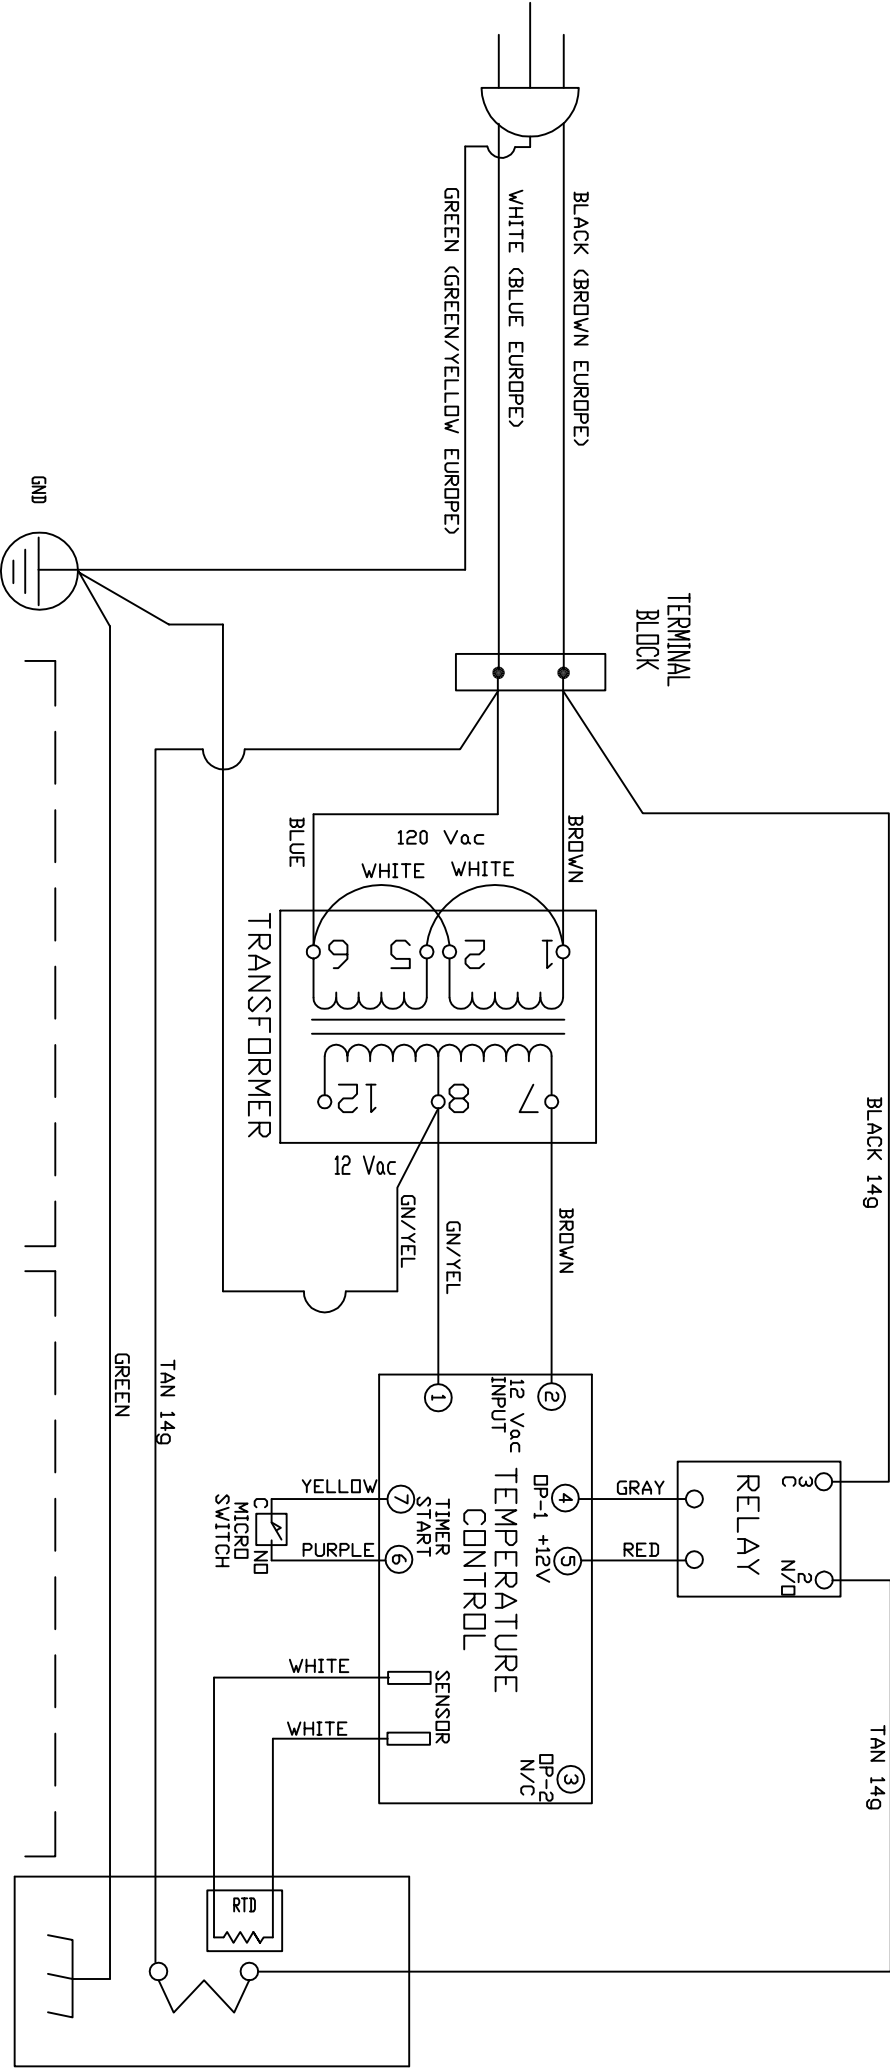 BLACK (BROWN EUROPE)
WHITE (BLUE EUROPE)
GREEN (GREEN/YELLOW EUROPE)
GND
TERMINAL
BLOCK
BLUE
120 Vac
BROWN
WHITE
WHITE
6
5
2
1
TRANSFORMER
12
8
7
12 Vac
GN/YEL
GN/YEL
BROWN
BLACK 14g
GREEN
TAN 14g
1
2
12 Vac
INPUT
TEMPERATURE
CONTROL
4
OP-1
5
+12V
GRAY
RED
RELAY
3
C
2
N/O
7
6
TIMER
START
YELLOW
PURPLE
C
NO
MICRO
SWITCH
SENSOR
WHITE
WHITE
3
OP-2
N/C
TAN 14g
RTD